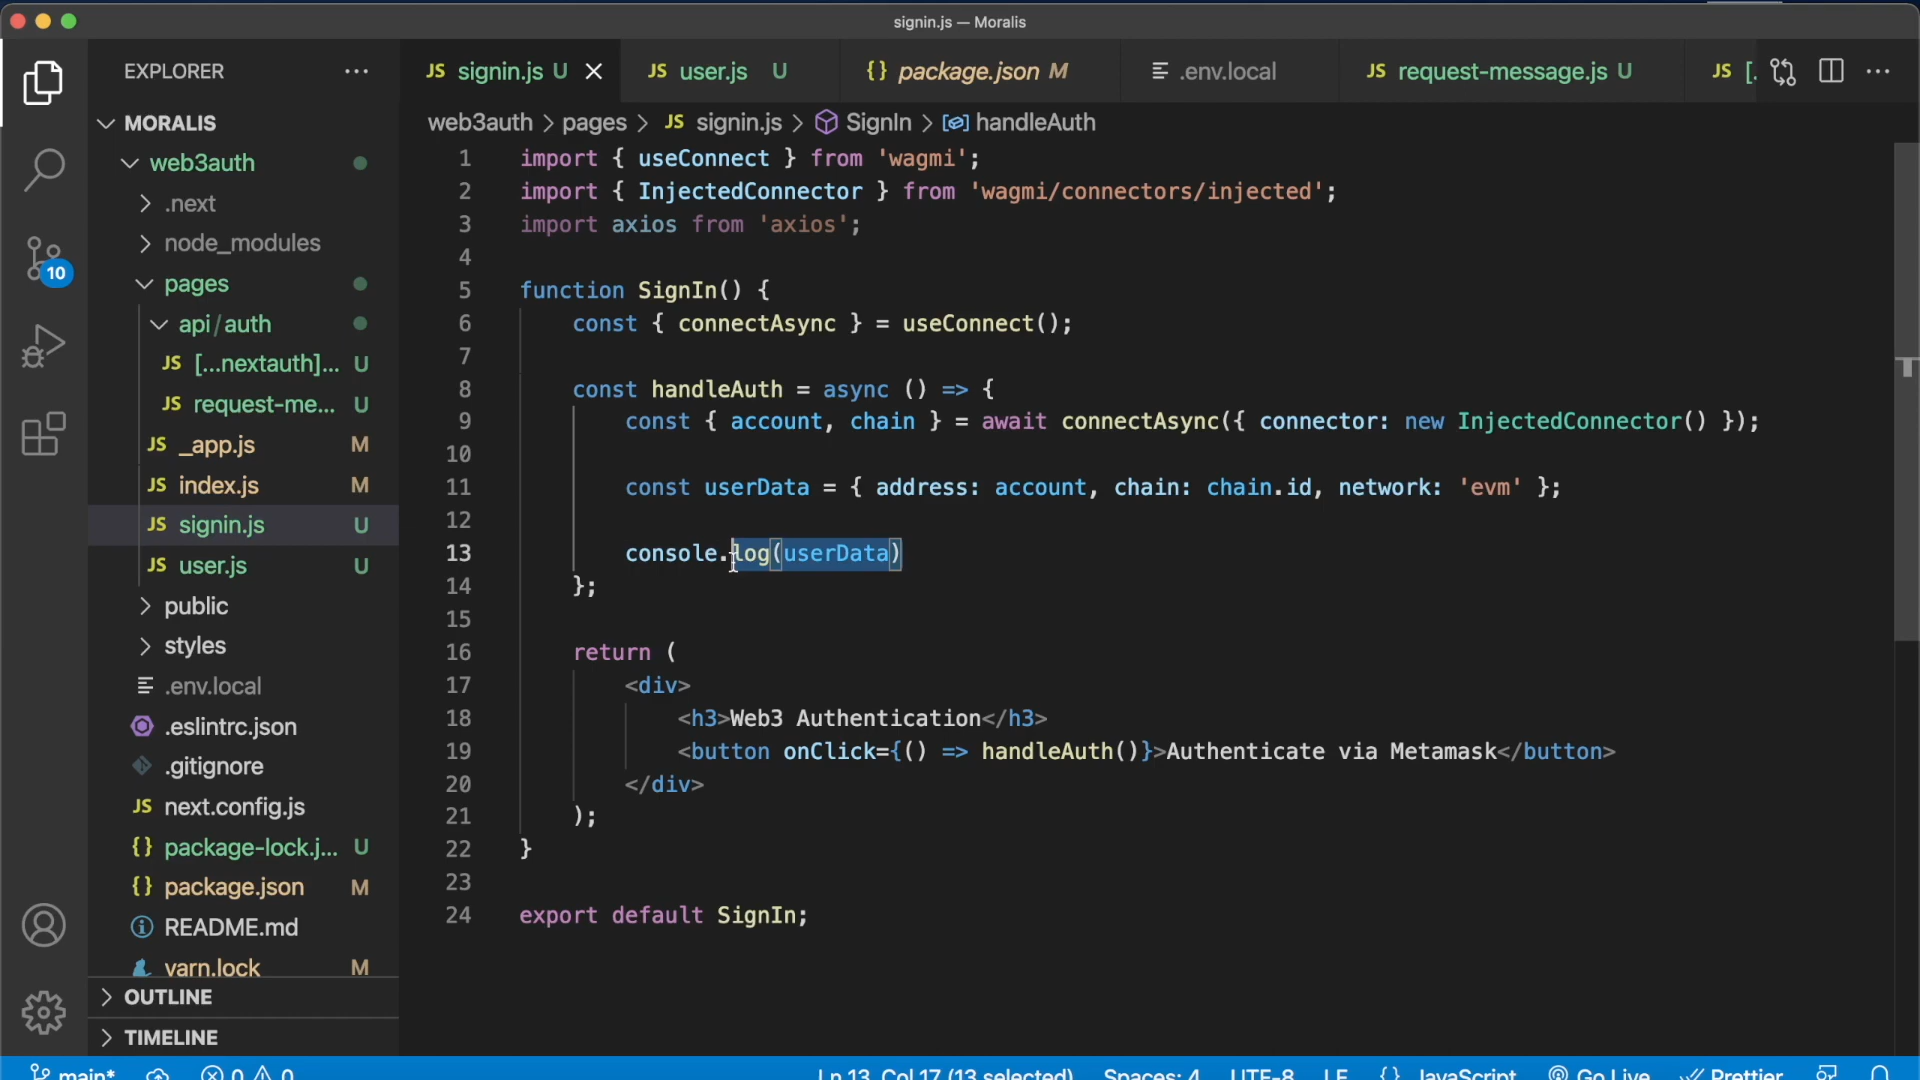 signin.js — Moralis
EXPLORER
MORALIS
web3auth
.next
node_modules
pages
api/auth
JS [...nextauth]... U
JS request-me... U
JS _app.js M
JS index.js M
JS signin.js U
JS user.js U
public
styles
.env.local
.eslintrc.json
.gitignore
JS next.config.js
{} package-lock.j... U
{} package.json M
README.md
yarn.lock M
OUTLINE
TIMELINE
10
JS signin.js U
JS user.js U
{} package.json M
.env.local
JS request-message.js U
JS [.
web3auth > pages > JS signin.js > SignIn > handleAuth
1 import { useConnect } from 'wagmi';
2 import { InjectedConnector } from 'wagmi/connectors/injected';
3 import axios from 'axios';
4
5 function SignIn() {
6 const { connectAsync } = useConnect();
7
8 const handleAuth = async () => {
9 const { account, chain } = await connectAsync({ connector: new InjectedConnector() });
10
11 const userData = { address: account, chain: chain.id, network: 'evm' };
12
13 console.log(userData)
14 };
15
16 return (
17 <div>
18 <h3>Web3 Authentication</h3>
19 <button onClick={() => handleAuth()}>Authenticate via Metamask</button>
20 </div>
21 );
22 }
23
24 export default SignIn;
main* 0 0 Ln 13, Col 17 (13 selected) Spaces: 4 UTF-8 LF {} JavaScript Go Live Prettier